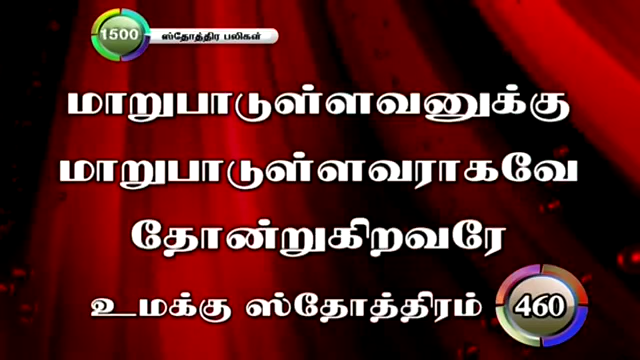 1500 ஸ்தோத்திர பலிகள்
மாறுபாடுள்ளவனுக்கு
மாறுபாடுள்ளவராகவே
தோன்றுகிறவரே
உமக்கு ஸ்தோத்திரம் 460